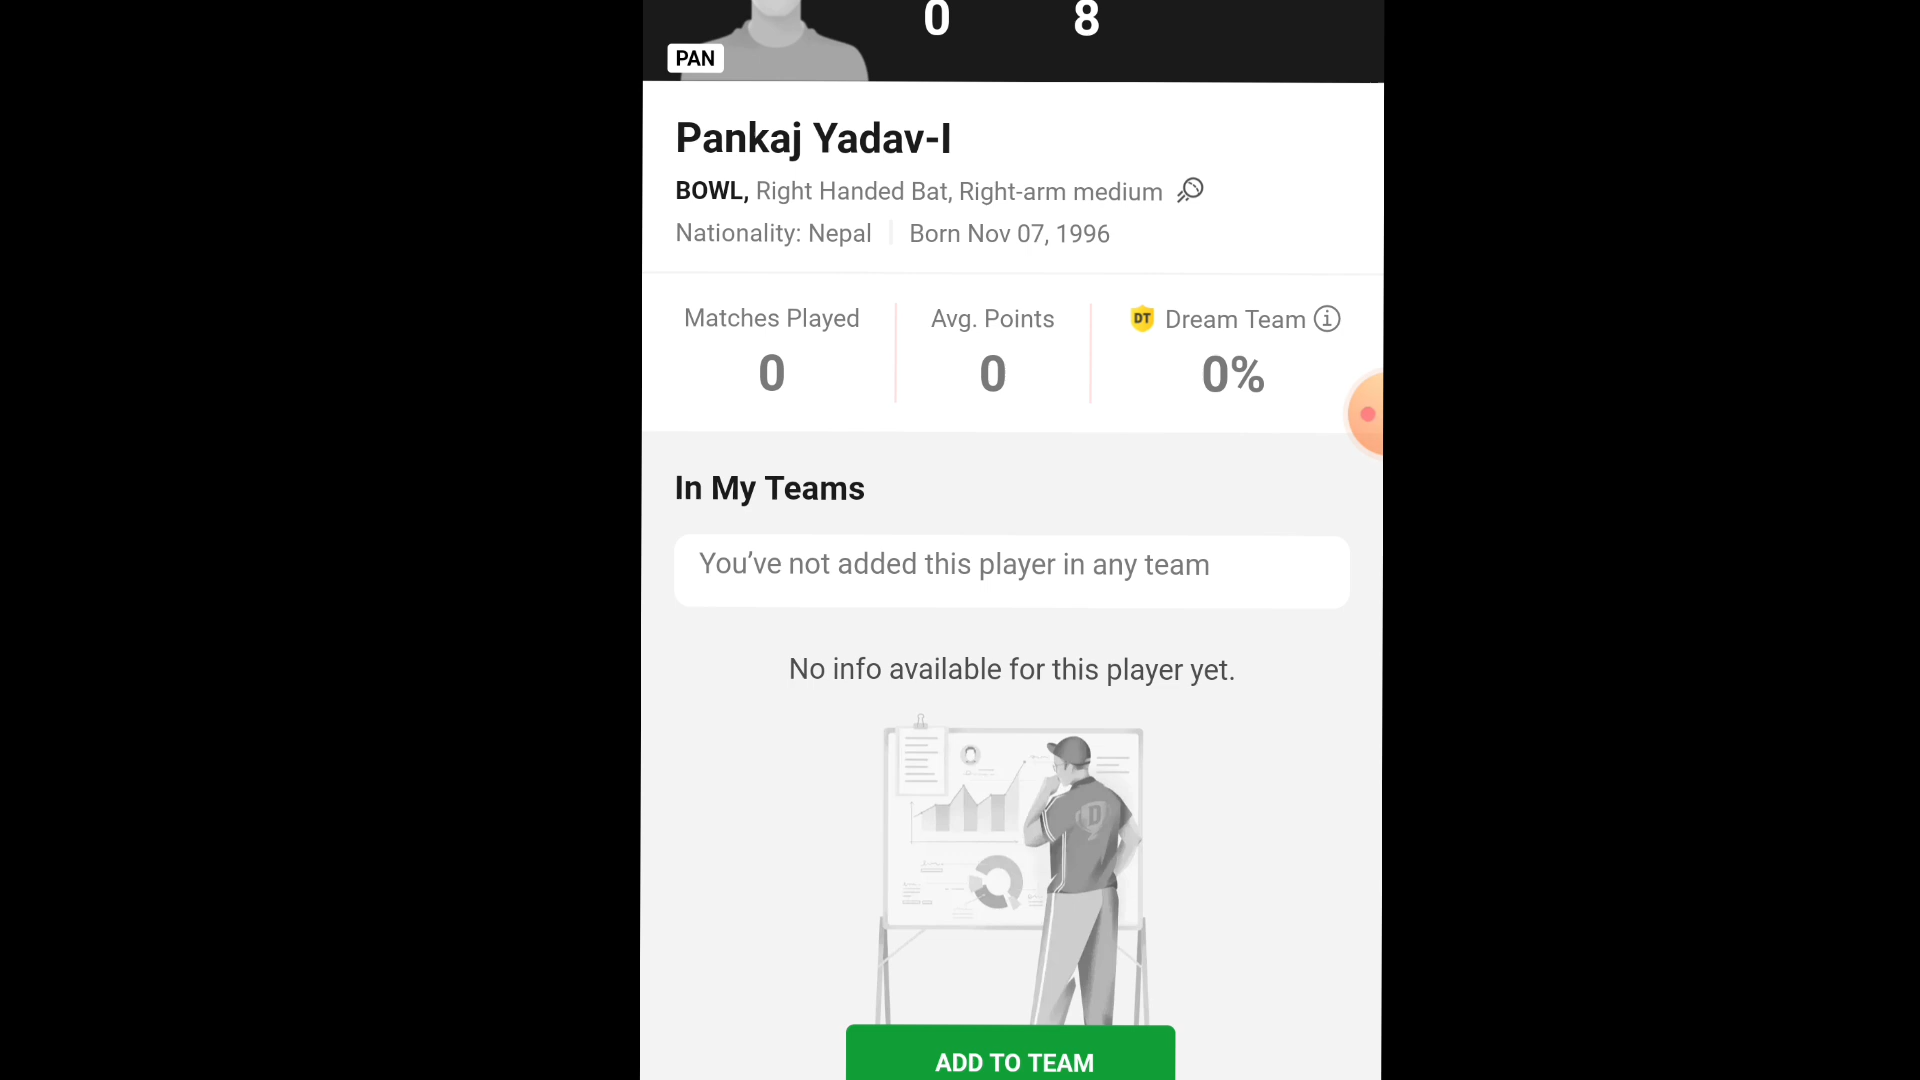 0 8
PAN
Pankaj Yadav-I
BOWL, Right Handed Bat, Right-arm medium
Nationality: Nepal Born Nov 07, 1996
Matches Played Avg. Points DT Dream Team i
0 0 0%
In My Teams
You’ve not added this player in any team
No info available for this player yet.
D
ADD TO TEAM